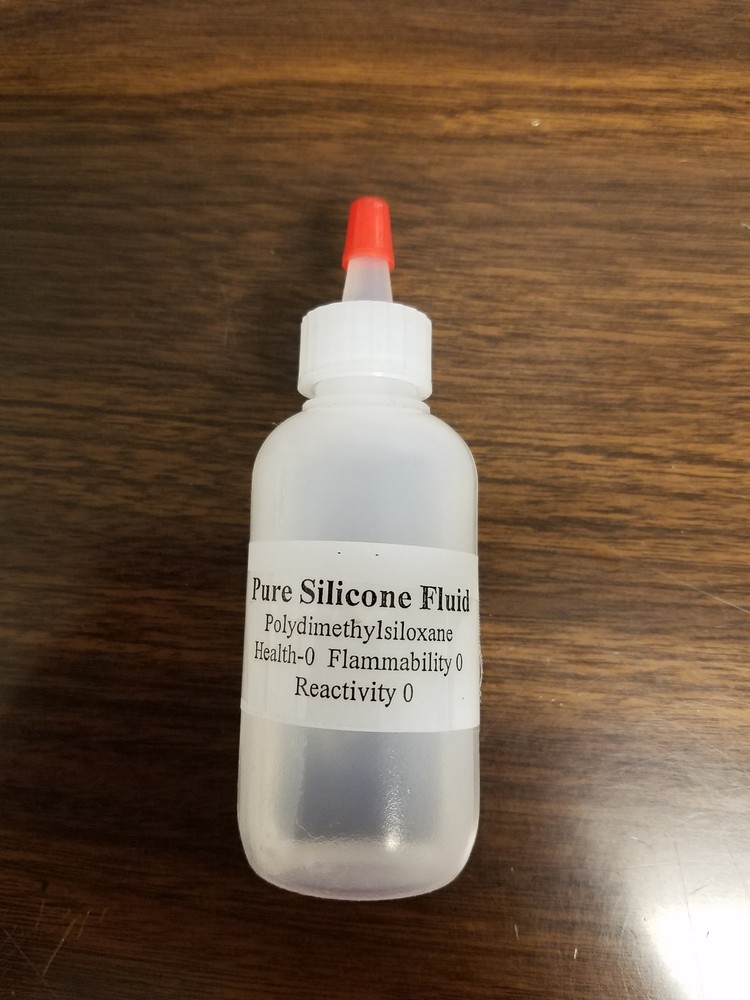 Pure Silicone Fluid
Polydimethylsiloxane
Health-0 Flammability 0
Reactivity 0